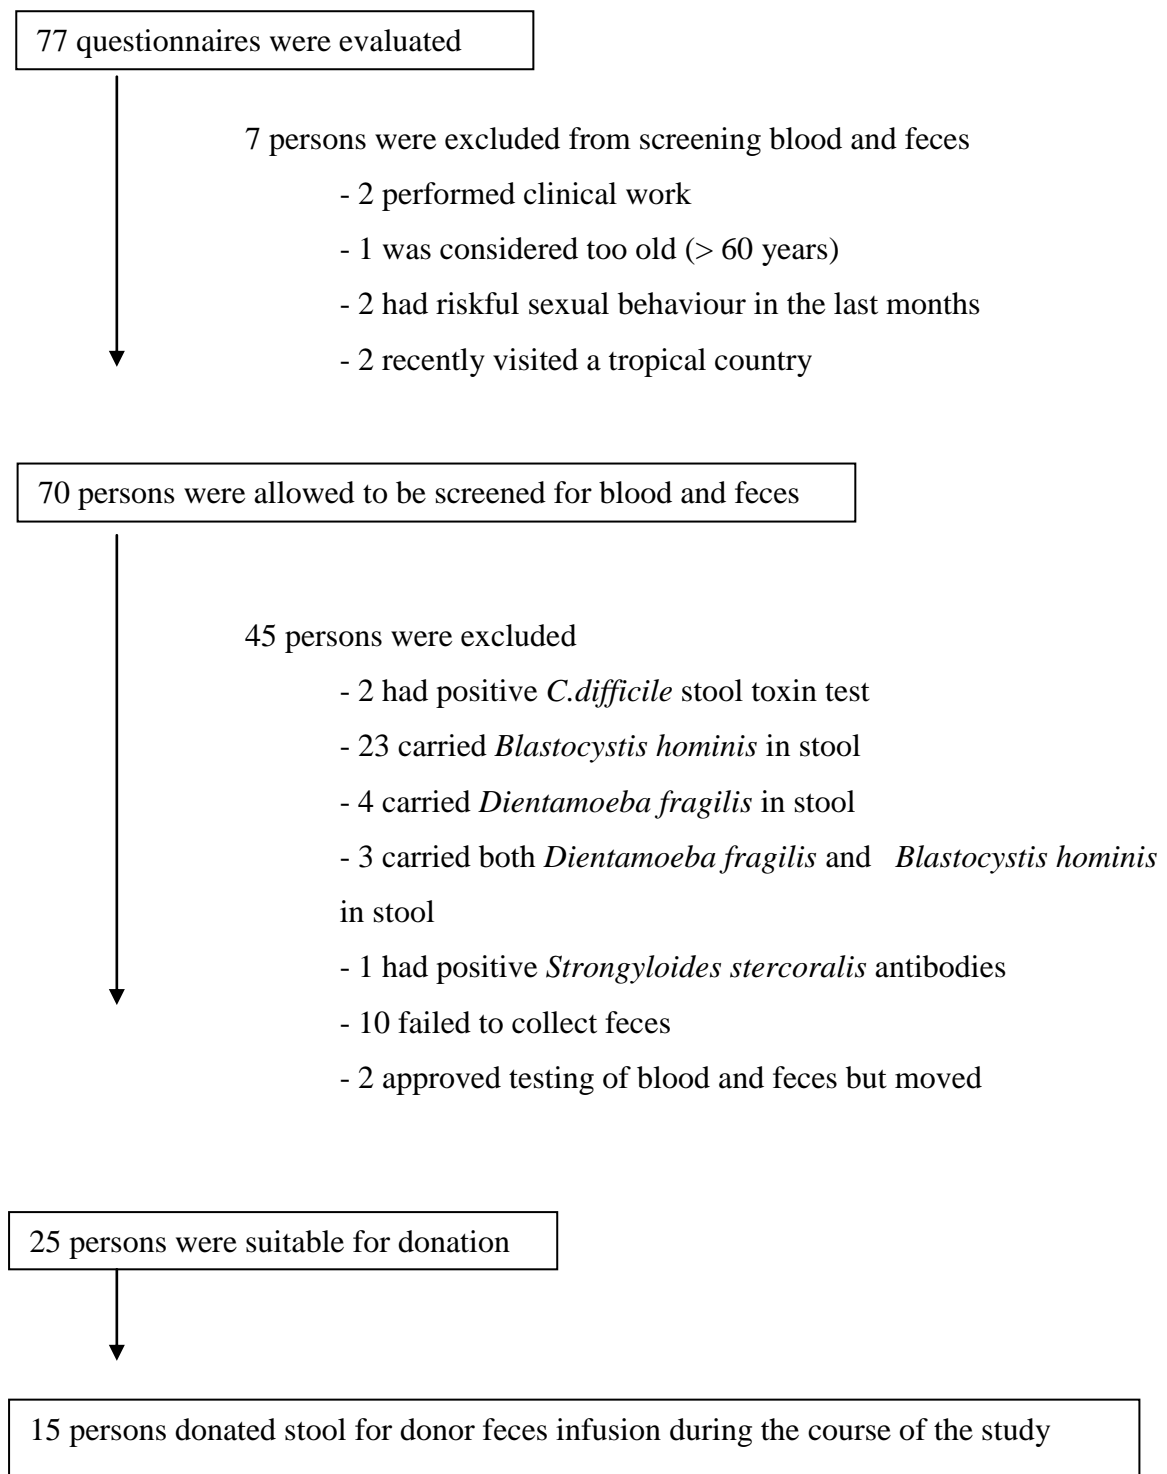 77 questionnaires were evaluated
7 persons were excluded from screening blood and feces
- 2 performed clinical work
- 1 was considered too old (> 60 years)
- 2 had riskful sexual behaviour in the last months
- 2 recently visited a tropical country
70 persons were allowed to be screened for blood and feces
45 persons were excluded
- 2 had positive C.difficile stool toxin test
- 23 carried Blastocystis hominis in stool
- 4 carried Dientamoeba fragilis in stool
- 3 carried both Dientamoeba fragilis and Blastocystis hominis
in stool
- 1 had positive Strongyloides stercoralis antibodies
- 10 failed to collect feces
- 2 approved testing of blood and feces but moved
25 persons were suitable for donation
15 persons donated stool for donor feces infusion during the course of the study